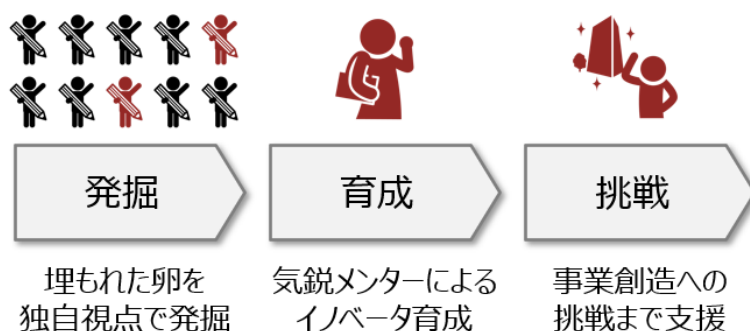 発掘
育成
挑戦
埋もれた卵を
独自視点で発掘
気鋭メンターによる
イノベータ育成
事業創造への
挑戦まで支援